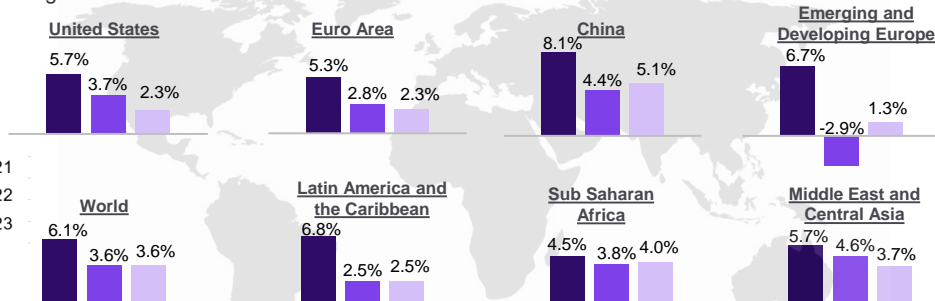 United States
5.7%
3.7%
2.3%
Euro Area
5.3%
2.8%
2.3%
China
8.1%
4.4%
5.1%
Emerging and
Developing Europe
6.7%
-2.9%
1.3%
World
6.1%
3.6%
3.6%
Latin America and
the Caribbean
6.8%
2.5%
2.5%
Sub Saharan
Africa
4.5%
3.8%
4.0%
Middle East and
Central Asia
5.7%
4.6%
3.7%